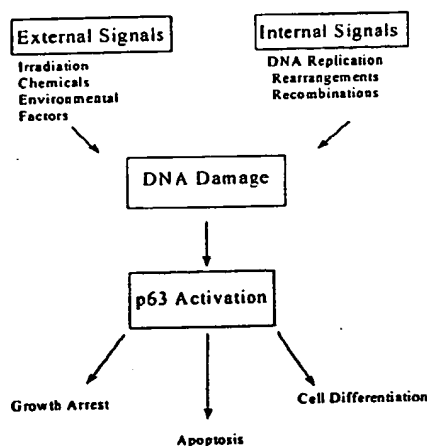 External Signals
Irradiation
Chemicals
Environmental
Factors
Internal Signals
DNA Replication
Rearrangements
Recombinations
DNA Damage
p63 Activation
Growth Arrest
Apoptosis
Cell Differentiation